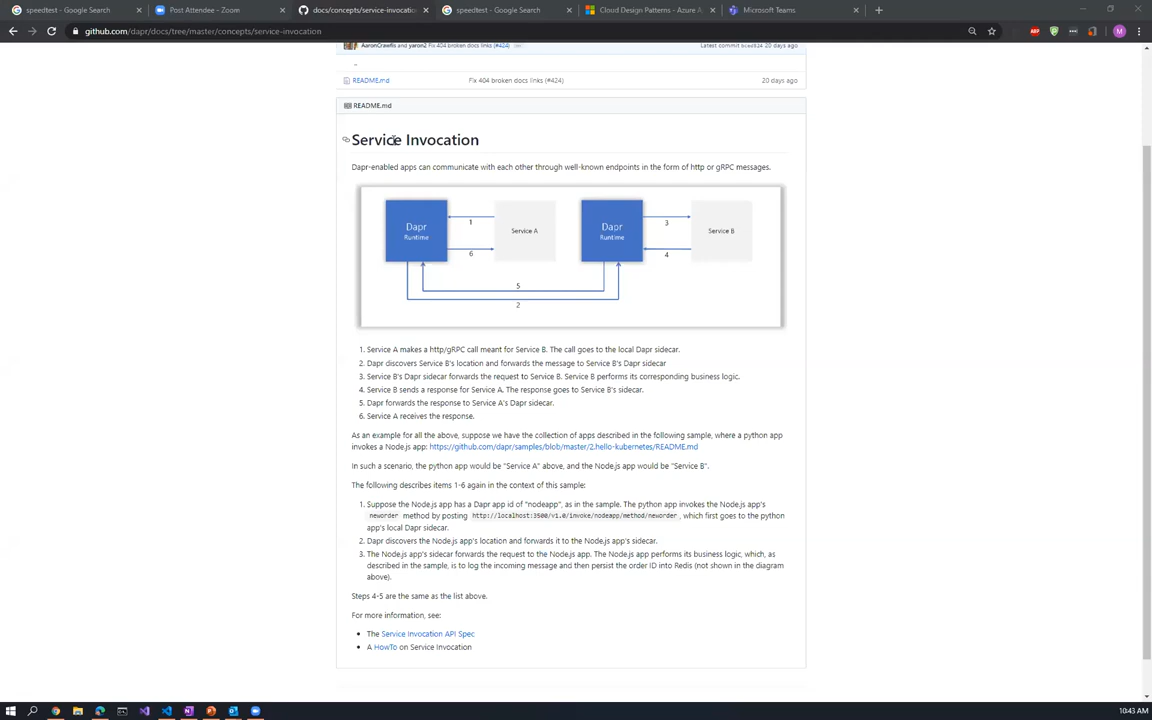 speedtest - Google Search
Post Attendee - Zoom
docs/concepts/service-invocatio
speedtest - Google Search
Cloud Design Patterns - Azure A
Microsoft Teams
github.com/dapr/docs/tree/master/concepts/service-invocation
AaronCrawfis and yaron2 Fix 404 broken docs links (#424)
20 days ago
..
README.md
Fix 404 broken docs links (#424)
20 days ago
README.md
Service Invocation
Dapr-enabled apps can communicate with each other through well-known endpoints in the form of http or gRPC messages.
Dapr
Runtime
1
6
Service A
Dapr
Runtime
3
4
Service B
5
2
1. Service A makes a http/gRPC call meant for Service B. The call goes to the local Dapr sidecar.
2. Dapr discovers Service B's location and forwards the message to Service B's Dapr sidecar
3. Service B's Dapr sidecar forwards the request to Service B. Service B performs its corresponding business logic.
4. Service B sends a response for Service A. The response goes to Service B's sidecar.
5. Dapr forwards the response to Service A's Dapr sidecar.
6. Service A receives the response.
As an example for all the above, suppose we have the collection of apps described in the following sample, where a python app
invokes a Node.js app: https://github.com/dapr/samples/blob/master/2.hello-kubernetes/README.md
In such a scenario, the python app would be "Service A" above, and the Node.js app would be "Service B".
The following describes items 1-6 again in the context of this sample:
1. Suppose the Node.js app has a Dapr app id of "nodeapp", as in the sample. The python app invokes the Node.js app's
neworder method by posting http://localhost:3500/v1.0/invoke/nodeapp/method/neworder, which first goes to the python
app's local Dapr sidecar.
2. Dapr discovers the Node.js app's location and forwards it to the Node.js app's sidecar.
3. The Node.js app's sidecar forwards the request to the Node.js app. The Node.js app performs its business logic, which, as
described in the sample, is to log the incoming message and then persist the order ID into Redis (not shown in the diagram
above).
Steps 4-5 are the same as the list above.
For more information, see:
• The Service Invocation API Spec
• A HowTo on Service Invocation
10:43 AM